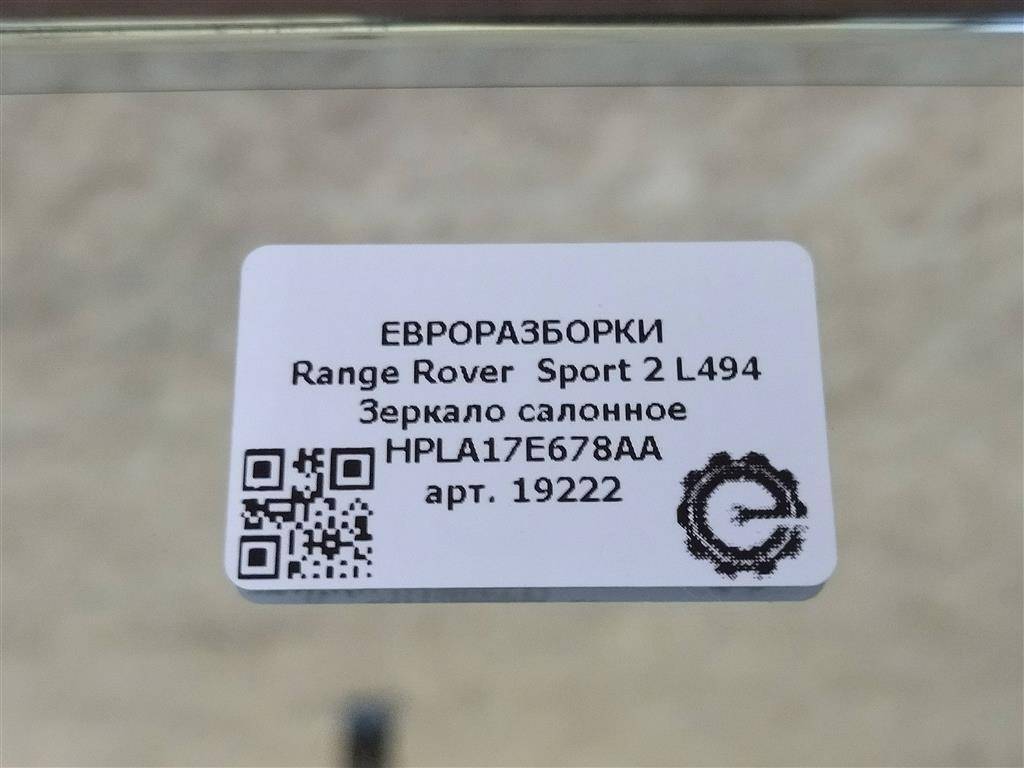 ЕВРОРАЗБОРКИ
Range Rover Sport 2 L494
Зеркало салонное
HPLA17E678AA
арт. 19222